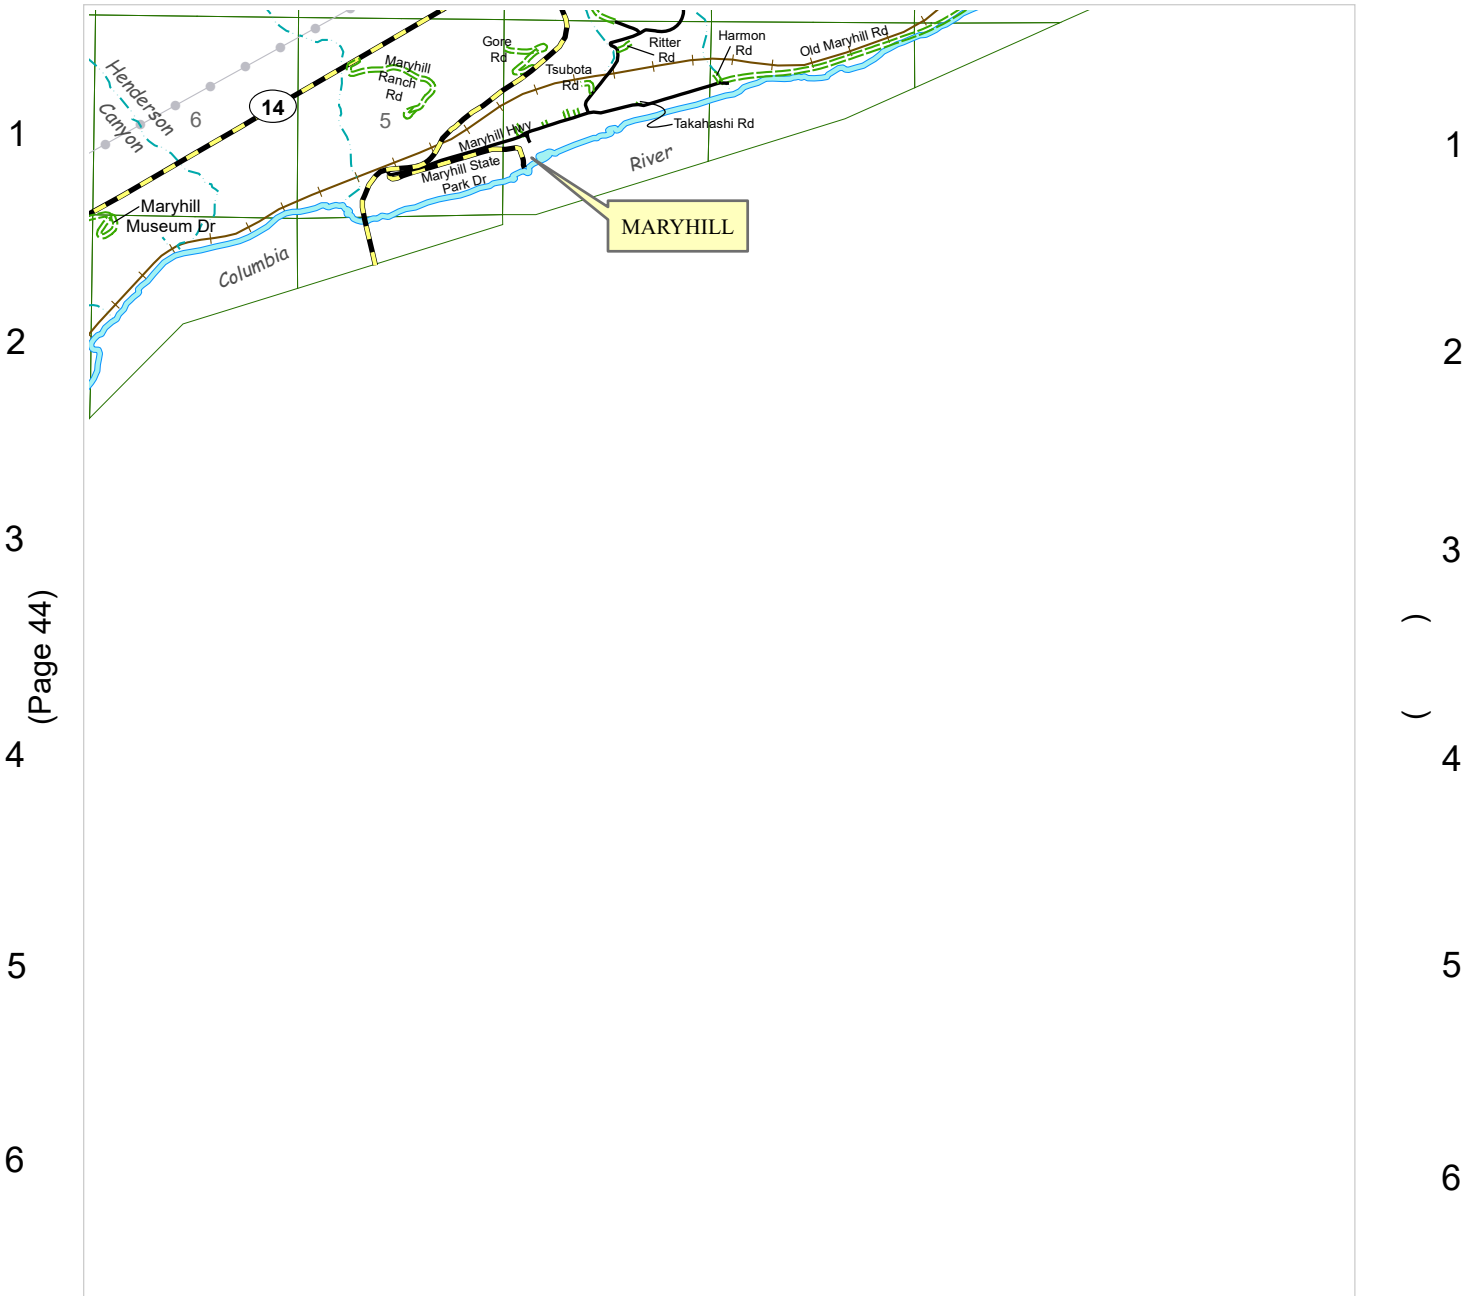 Henderson
Canyon
6
14
Maryhill
Ranch
Rd
5
Gore
Rd
Ritter
Rd
Tsubota
Rd
Harmon
Rd
Old Maryhill Rd
Takahashi Rd
Maryhill Hwy
Maryhill State
Park Dr
River
MARYHILL
Maryhill
Museum Dr
Columbia
1
1
2
2
3
3
(Page 44)
( )
4
4
5
5
6
6